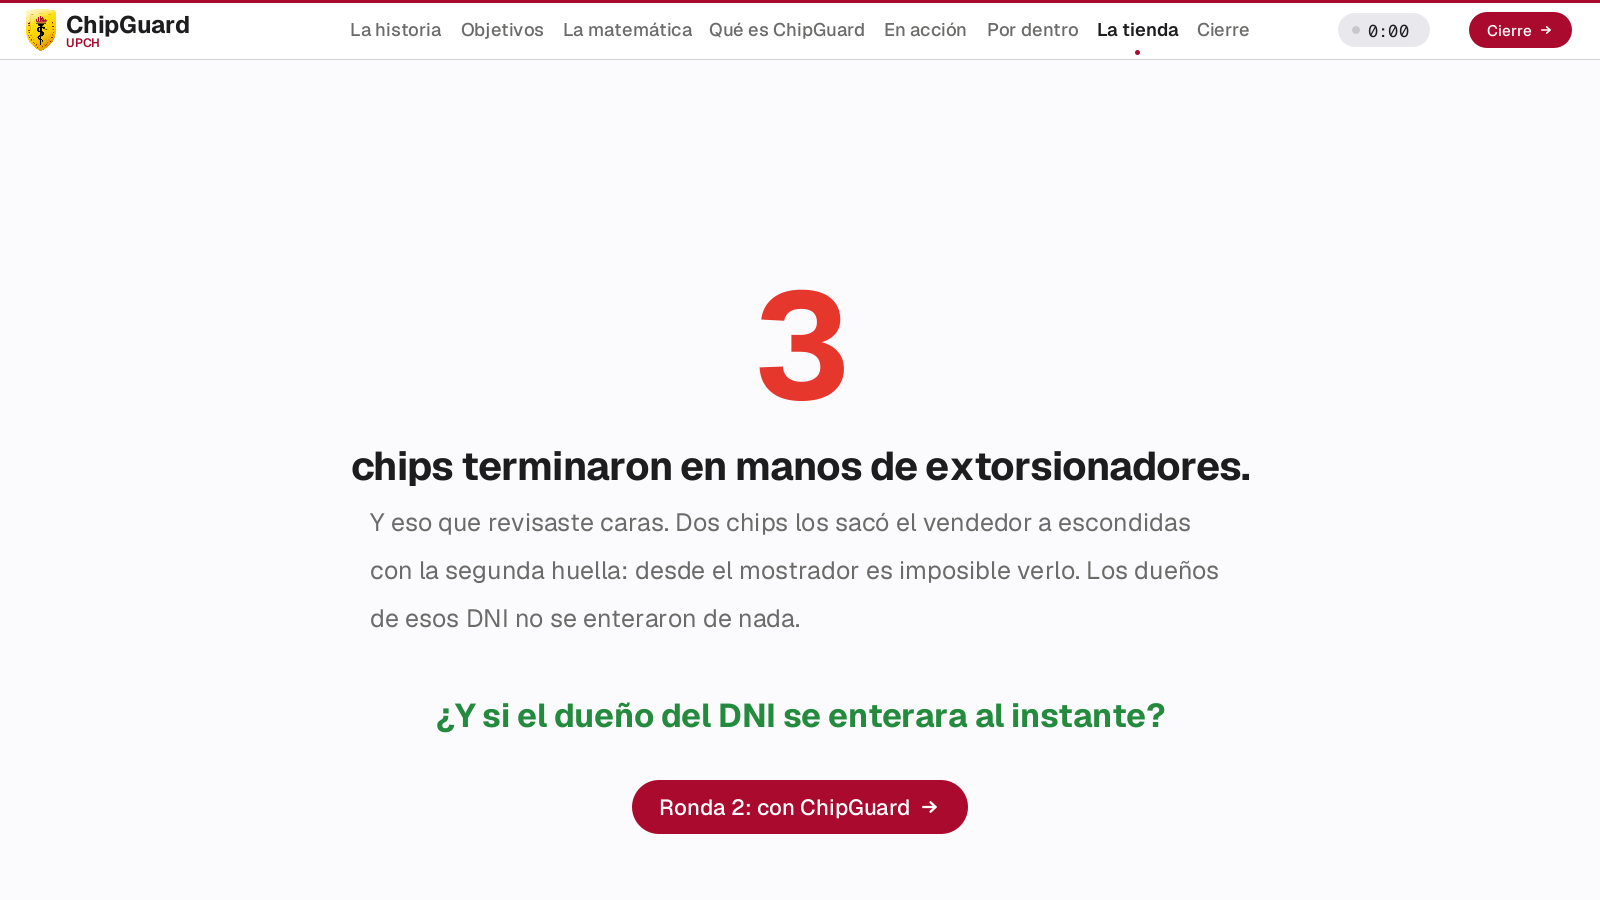 ChipGuard
UPCH
La historia
Objetivos
La matemática
Qué es ChipGuard
En acción
Por dentro
La tienda
Cierre
0:00
Cierre →
3
chips terminaron en manos de extorsionadores.
Y eso que revisaste caras. Dos chips los sacó el vendedor a escondidas
con la segunda huella: desde el mostrador es imposible verlo. Los dueños
de esos DNI no se enteraron de nada.
¿Y si el dueño del DNI se enterara al instante?
Ronda 2: con ChipGuard →